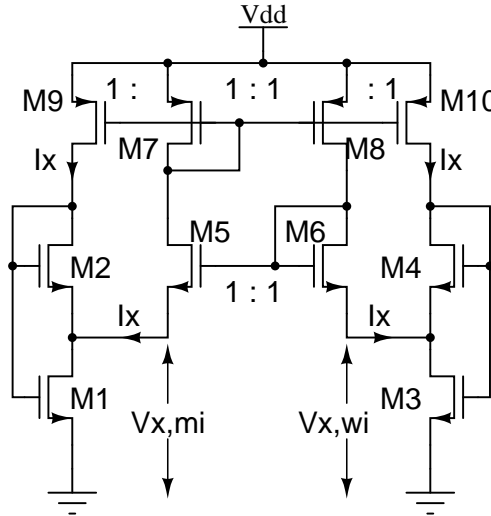 Vdd
M9
1 :
1 : 1
: 1
M10
M7
M8
Ix
Ix
M5
M6
M2
M4
1 : 1
Ix
Ix
M1
Vx,mi
Vx,wi
M3